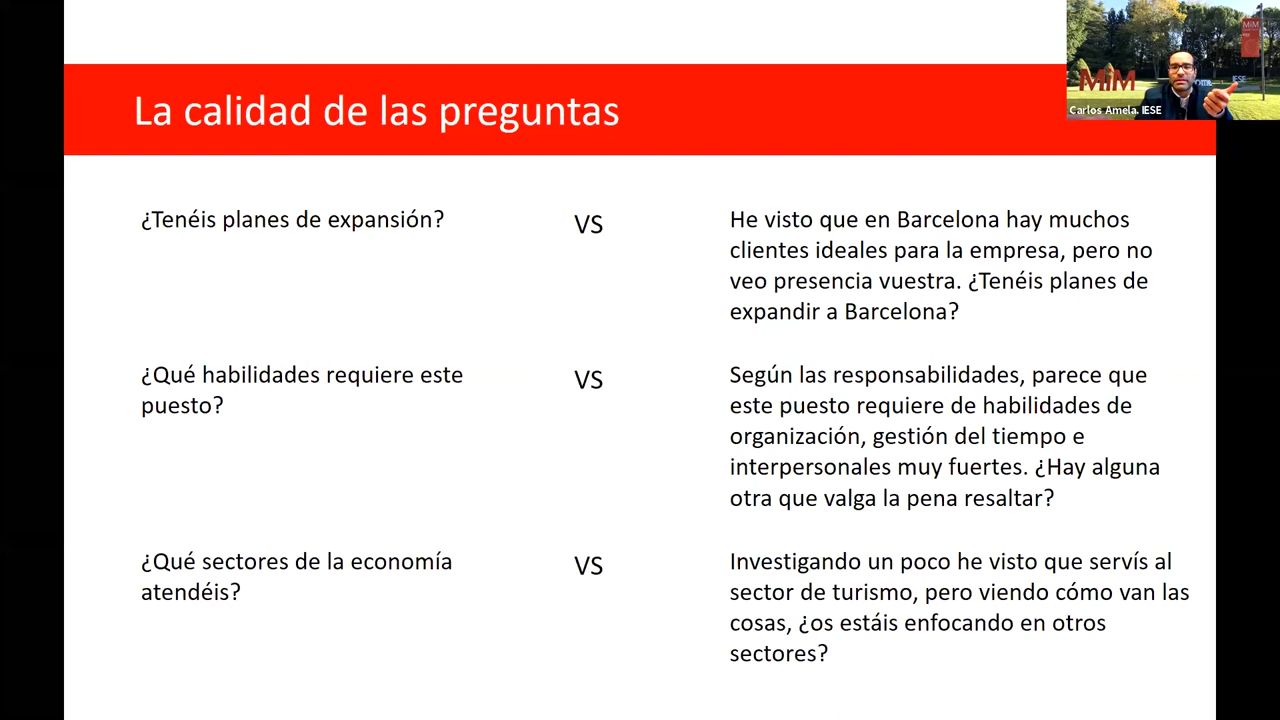 La calidad de las preguntas
MiM
MiM
IESE
Carlos Amela. IESE
¿Tenéis planes de expansión?
VS
He visto que en Barcelona hay muchos
clientes ideales para la empresa, pero no
veo presencia vuestra. ¿Tenéis planes de
expandir a Barcelona?
¿Qué habilidades requiere este
puesto?
VS
Según las responsabilidades, parece que
este puesto requiere de habilidades de
organización, gestión del tiempo e
interpersonales muy fuertes. ¿Hay alguna
otra que valga la pena resaltar?
¿Qué sectores de la economía
atendéis?
VS
Investigando un poco he visto que servís al
sector de turismo, pero viendo cómo van las
cosas, ¿os estáis enfocando en otros
sectores?